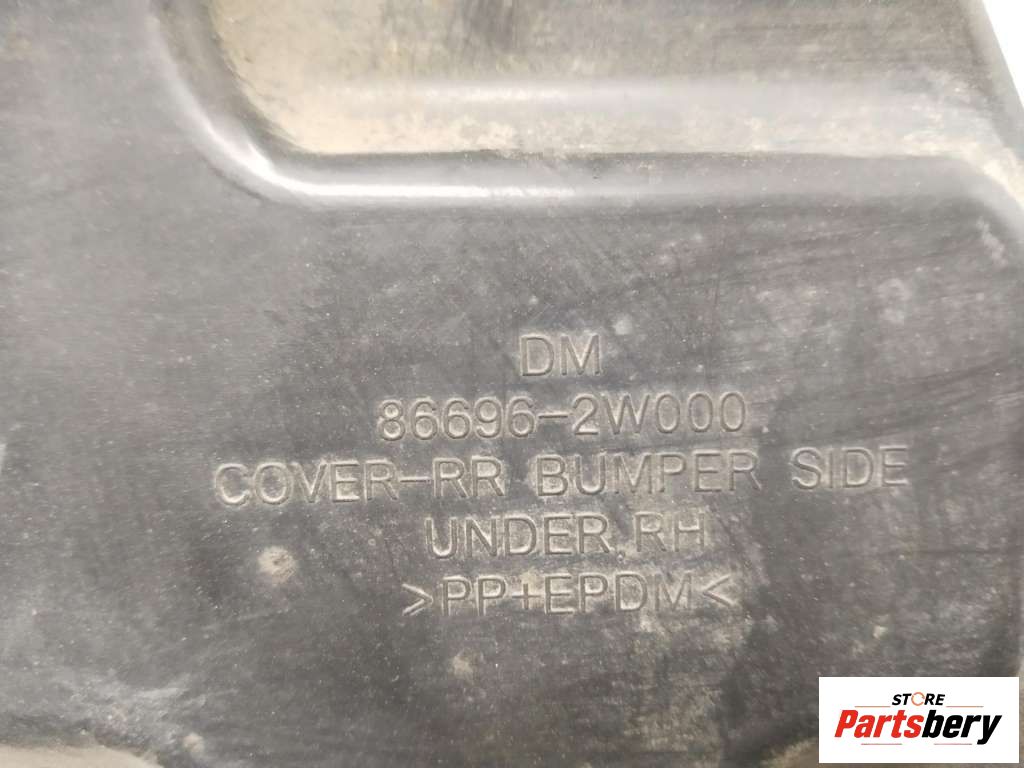 DM
86696-2W000
COVER-RR BUMPER SIDE
UNDER,RH
>PP+EPDM<
STORE
Partsbery